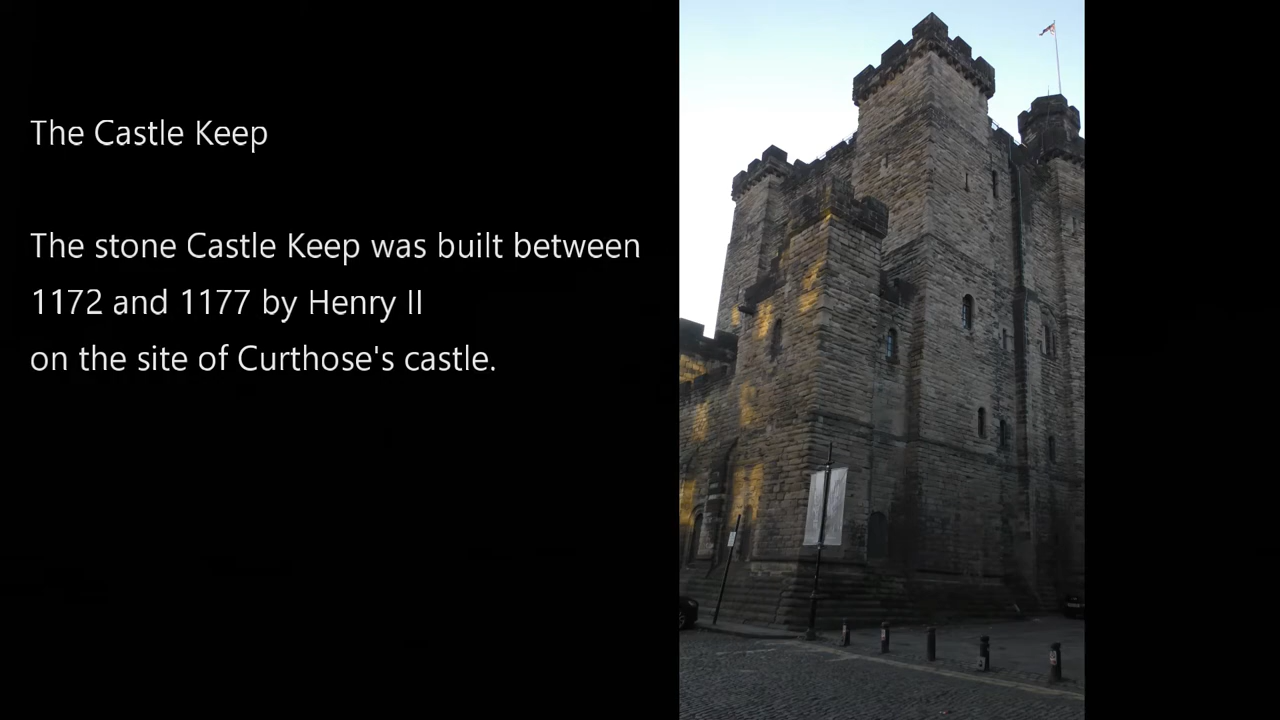 The Castle Keep
The stone Castle Keep was built between
1172 and 1177 by Henry II
on the site of Curthose's castle.